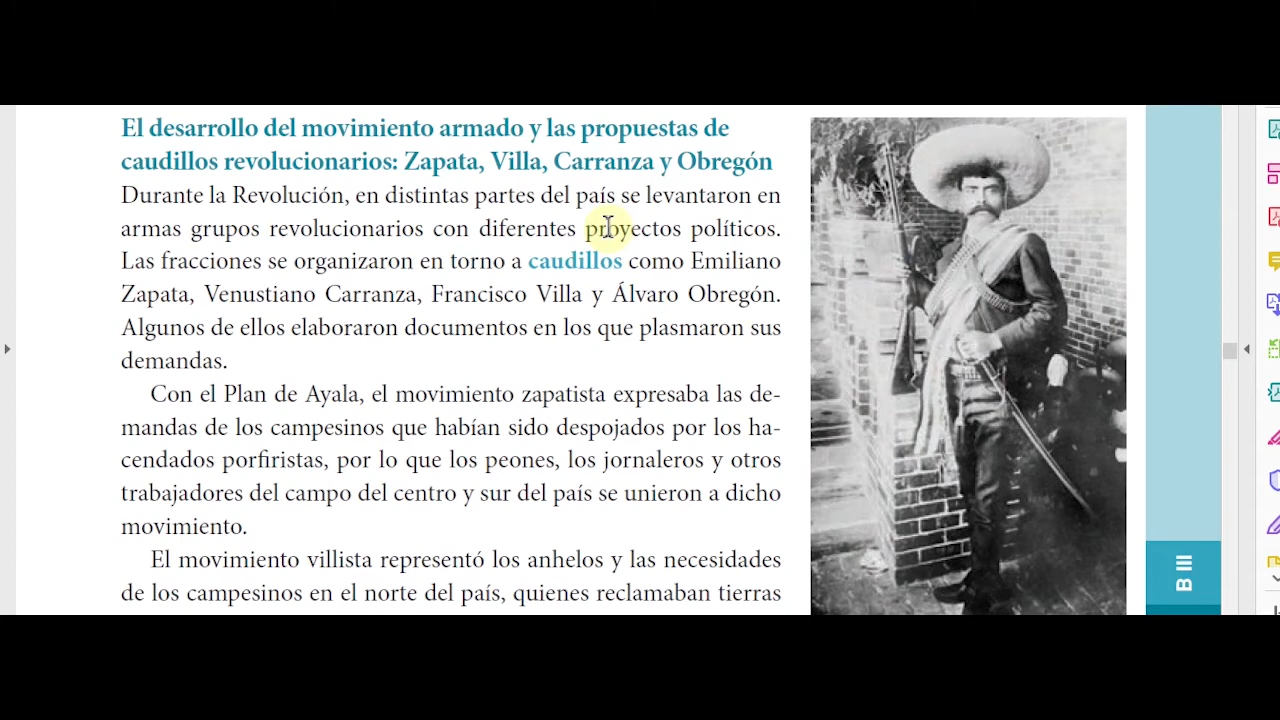 El desarrollo del movimiento armado y las propuestas de
caudillos revolucionarios: Zapata, Villa, Carranza y Obregón
Durante la Revolución, en distintas partes del país se levantaron en
armas grupos revolucionarios con diferentes proyectos políticos.
Las fracciones se organizaron en torno a caudillos como Emiliano
Zapata, Venustiano Carranza, Francisco Villa y Álvaro Obregón.
Algunos de ellos elaboraron documentos en los que plasmaron sus
demandas.
Con el Plan de Ayala, el movimiento zapatista expresaba las de-
mandas de los campesinos que habían sido despojados por los ha-
cendados porfiristas, por lo que los peones, los jornaleros y otros
trabajadores del campo del centro y sur del país se unieron a dicho
movimiento.
El movimiento villista representó los anhelos y las necesidades
de los campesinos en el norte del país, quienes reclamaban tierras
B III